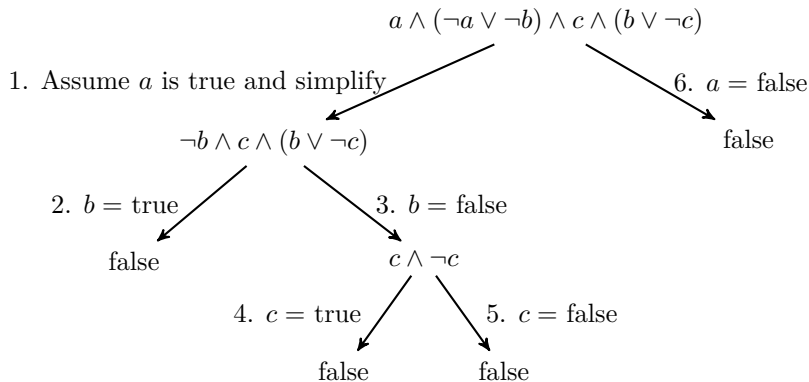 a ∧ (¬a ∨ ¬b) ∧ c ∧ (b ∨ ¬c)
1. Assume a is true and simplify
6. a = false
¬b ∧ c ∧ (b ∨ ¬c)
false
2. b = true
3. b = false
false
c ∧ ¬c
4. c = true
5. c = false
false
false